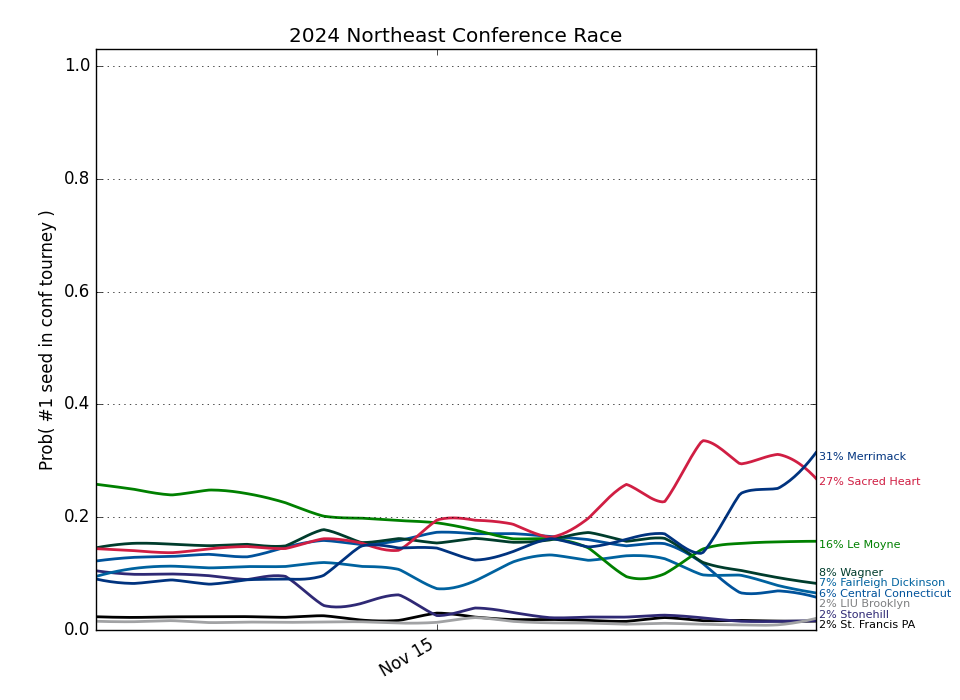 2024 Northeast Conference Race
Prob( #1 seed in conf tourney )
1.0
0.8
0.6
0.4
0.2
0.0
Nov 15
31% Merrimack
27% Sacred Heart
16% Le Moyne
8% Wagner
7% Fairleigh Dickinson
6% Central Connecticut
2% LIU Brooklyn
2% Stonehill
2% St. Francis PA